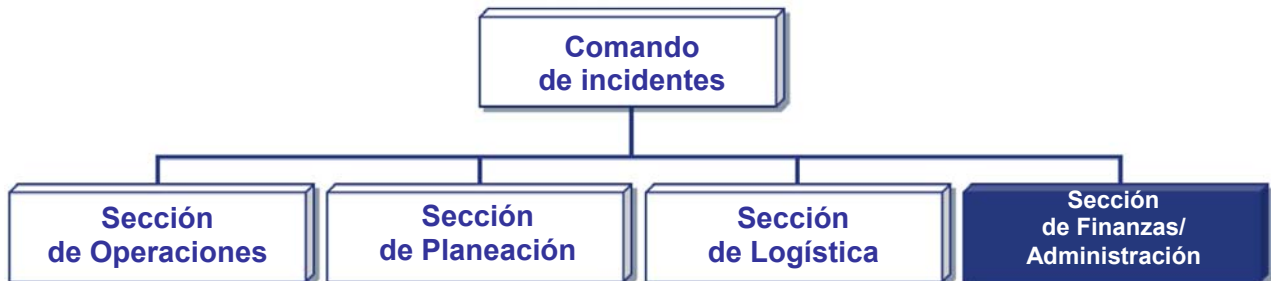 Comando
de incidentes
Sección
de Operaciones
Sección
de Planeación
Sección
de Logística
Sección
de Finanzas/
Administración